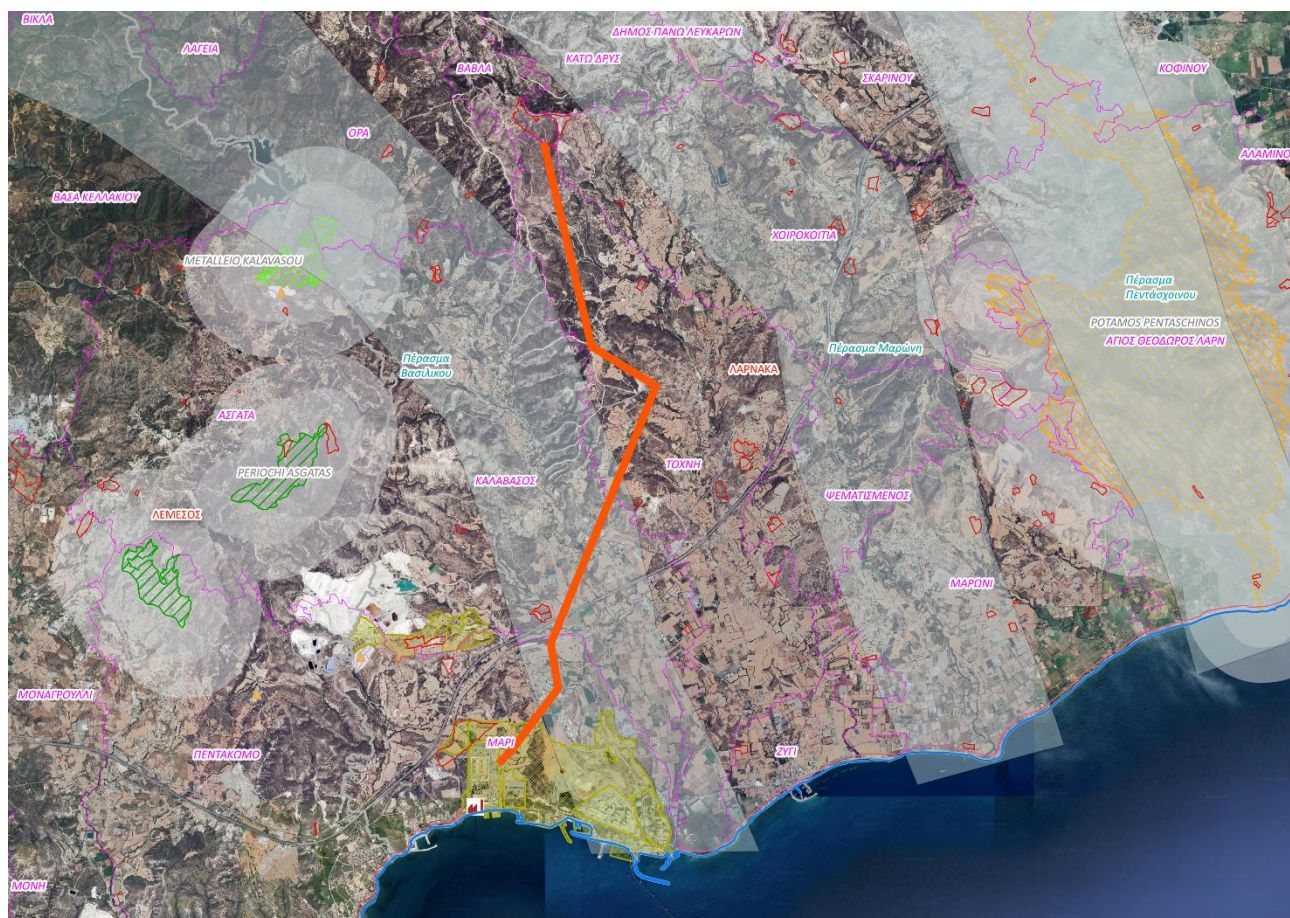 ΒΙΚΛΑ
ΛΑΓΕΙΑ
ΔΗΜΟΣ ΠΑΝΩ ΛΕΥΚΑΡΩΝ
ΚΑΤΩ ΔΡΥΣ
ΒΑΒΛΑ
ΣΚΑΡΙΝΟΥ
ΚΟΦΙΝΟΥ
ΟΡΑ
ΑΛΑΜΙΝΟ
ΒΑΣΑ ΚΕΛΛΑΚΙΟΥ
ΧΟΙΡΟΚΟΙΤΙΑ
METALLEIO KALAVASOU
Πέρασμα
Πεντάσχοινου
POTAMOS PENTASCHINOS
ΑΓΙΟΣ ΘΕΟΔΩΡΟΣ ΛΑΡΝ
Πέρασμα Μαρώνη
Πέρασμα
Βασιλικου
ΛΑΡΝΑΚΑ
ΑΣΓΑΤΑ
ΤΟΧΝΗ
PERIOCHI ASGATAS
ΚΑΛΑΒΑΣΟΣ
ΨΕΜΑΤΙΣΜΕΝΟΣ
ΛΕΜΕΣΟΣ
ΜΑΡΩΝΙ
ΜΟΝΑΓΡΟΥΛΛΙ
ΜΑΡΙ
ΖΥΓΙ
ΠΕΝΤΑΚΩΜΟ
ΜΟΝΗ